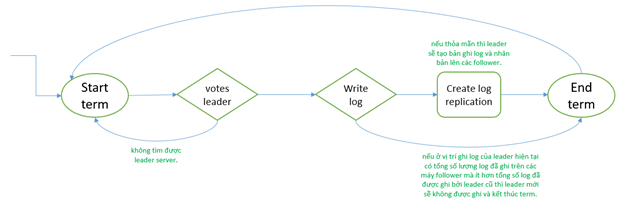 nếu thỏa mãn thì leader
sẽ tạo bản ghi log và nhân
bản lên các follower.
Start
term
votes
leader
Write
log
Create log
replication
End
term
không tìm được
leader server.
nếu ở vị trí ghi log của leader hiện tại
có tổng số lượng log đã ghi trên các
máy follower mà ít hơn tổng số log đã
được ghi bởi leader cũ thì leader mới
sẽ không được ghi và kết thúc term.